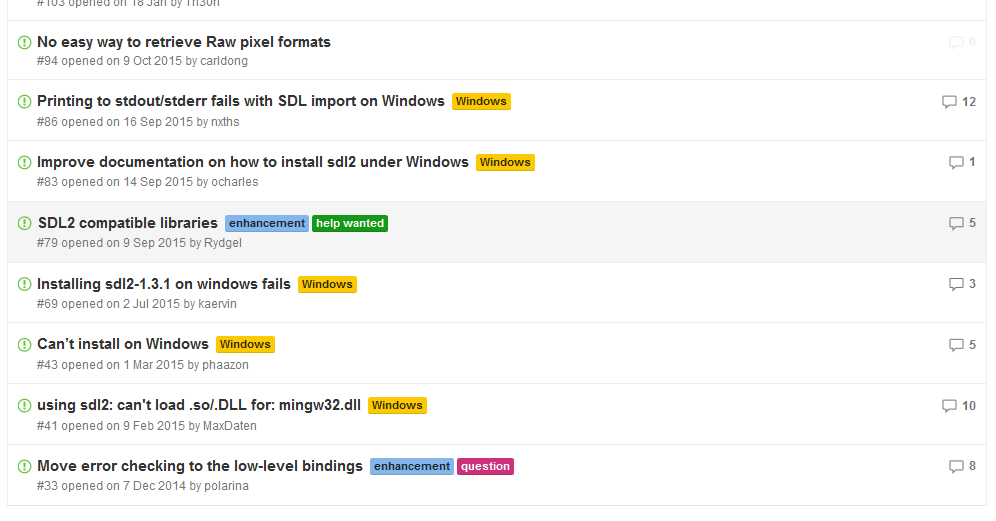 #103 opened on 18 Jan by Th30n
No easy way to retrieve Raw pixel formats 0
#94 opened on 9 Oct 2015 by carldong
Printing to stdout/stderr fails with SDL import on Windows Windows 12
#86 opened on 16 Sep 2015 by nxths
Improve documentation on how to install sdl2 under Windows Windows 1
#83 opened on 14 Sep 2015 by ocharles
SDL2 compatible libraries enhancement help wanted 5
#79 opened on 9 Sep 2015 by Rydgel
Installing sdl2-1.3.1 on windows fails Windows 3
#69 opened on 2 Jul 2015 by kaervin
Can’t install on Windows Windows 5
#43 opened on 1 Mar 2015 by phaazon
using sdl2: can't load .so/.DLL for: mingw32.dll Windows 10
#41 opened on 9 Feb 2015 by MaxDaten
Move error checking to the low-level bindings enhancement question 8
#33 opened on 7 Dec 2014 by polarina